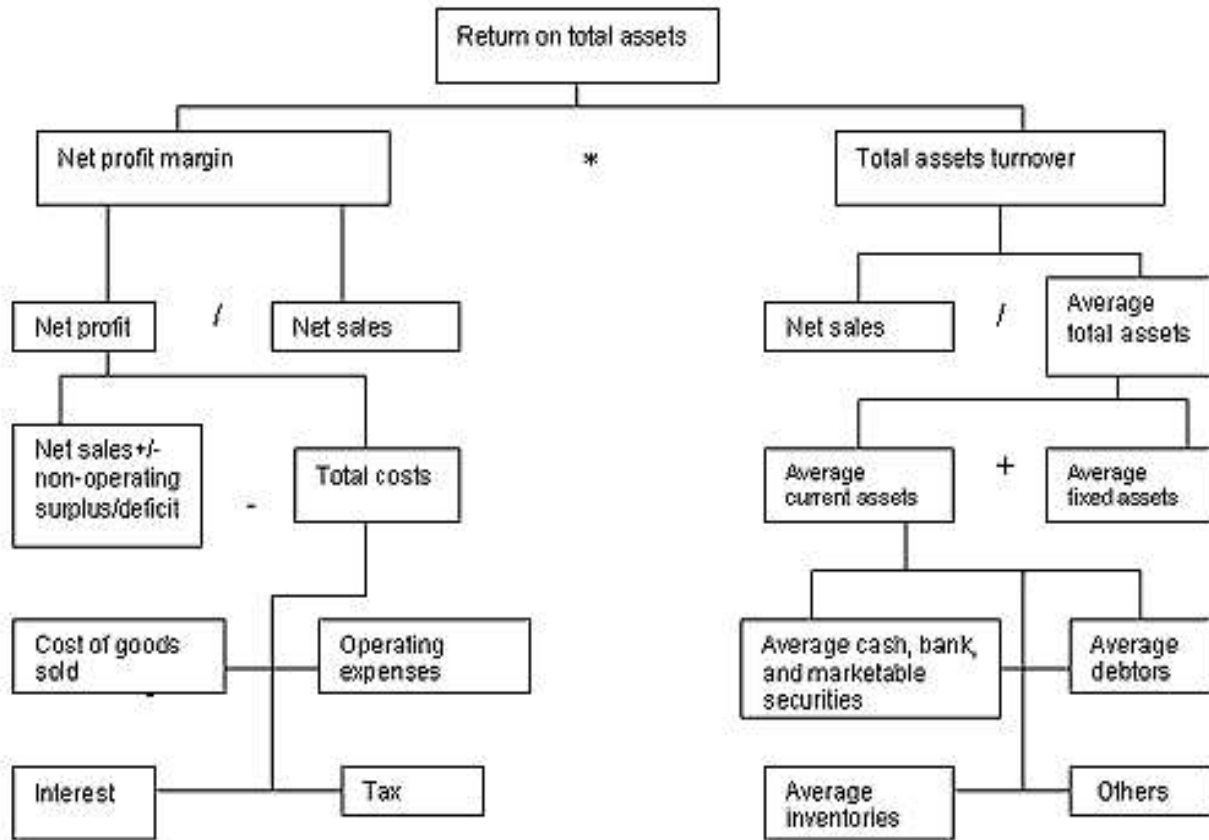 Return on total assets
Net profit margin
*
Total assets turnover
Net profit
/
Net sales
Net sales
/
Average
total assets
Net sales+/-
non-operating
surplus/deficit
-
Total costs
Average
current assets
+
Average
fixed assets
Cost of goods
sold
Operating
expenses
Average cash, bank,
and marketable
securities
Average
debtors
Interest
Tax
Average
inventories
Others